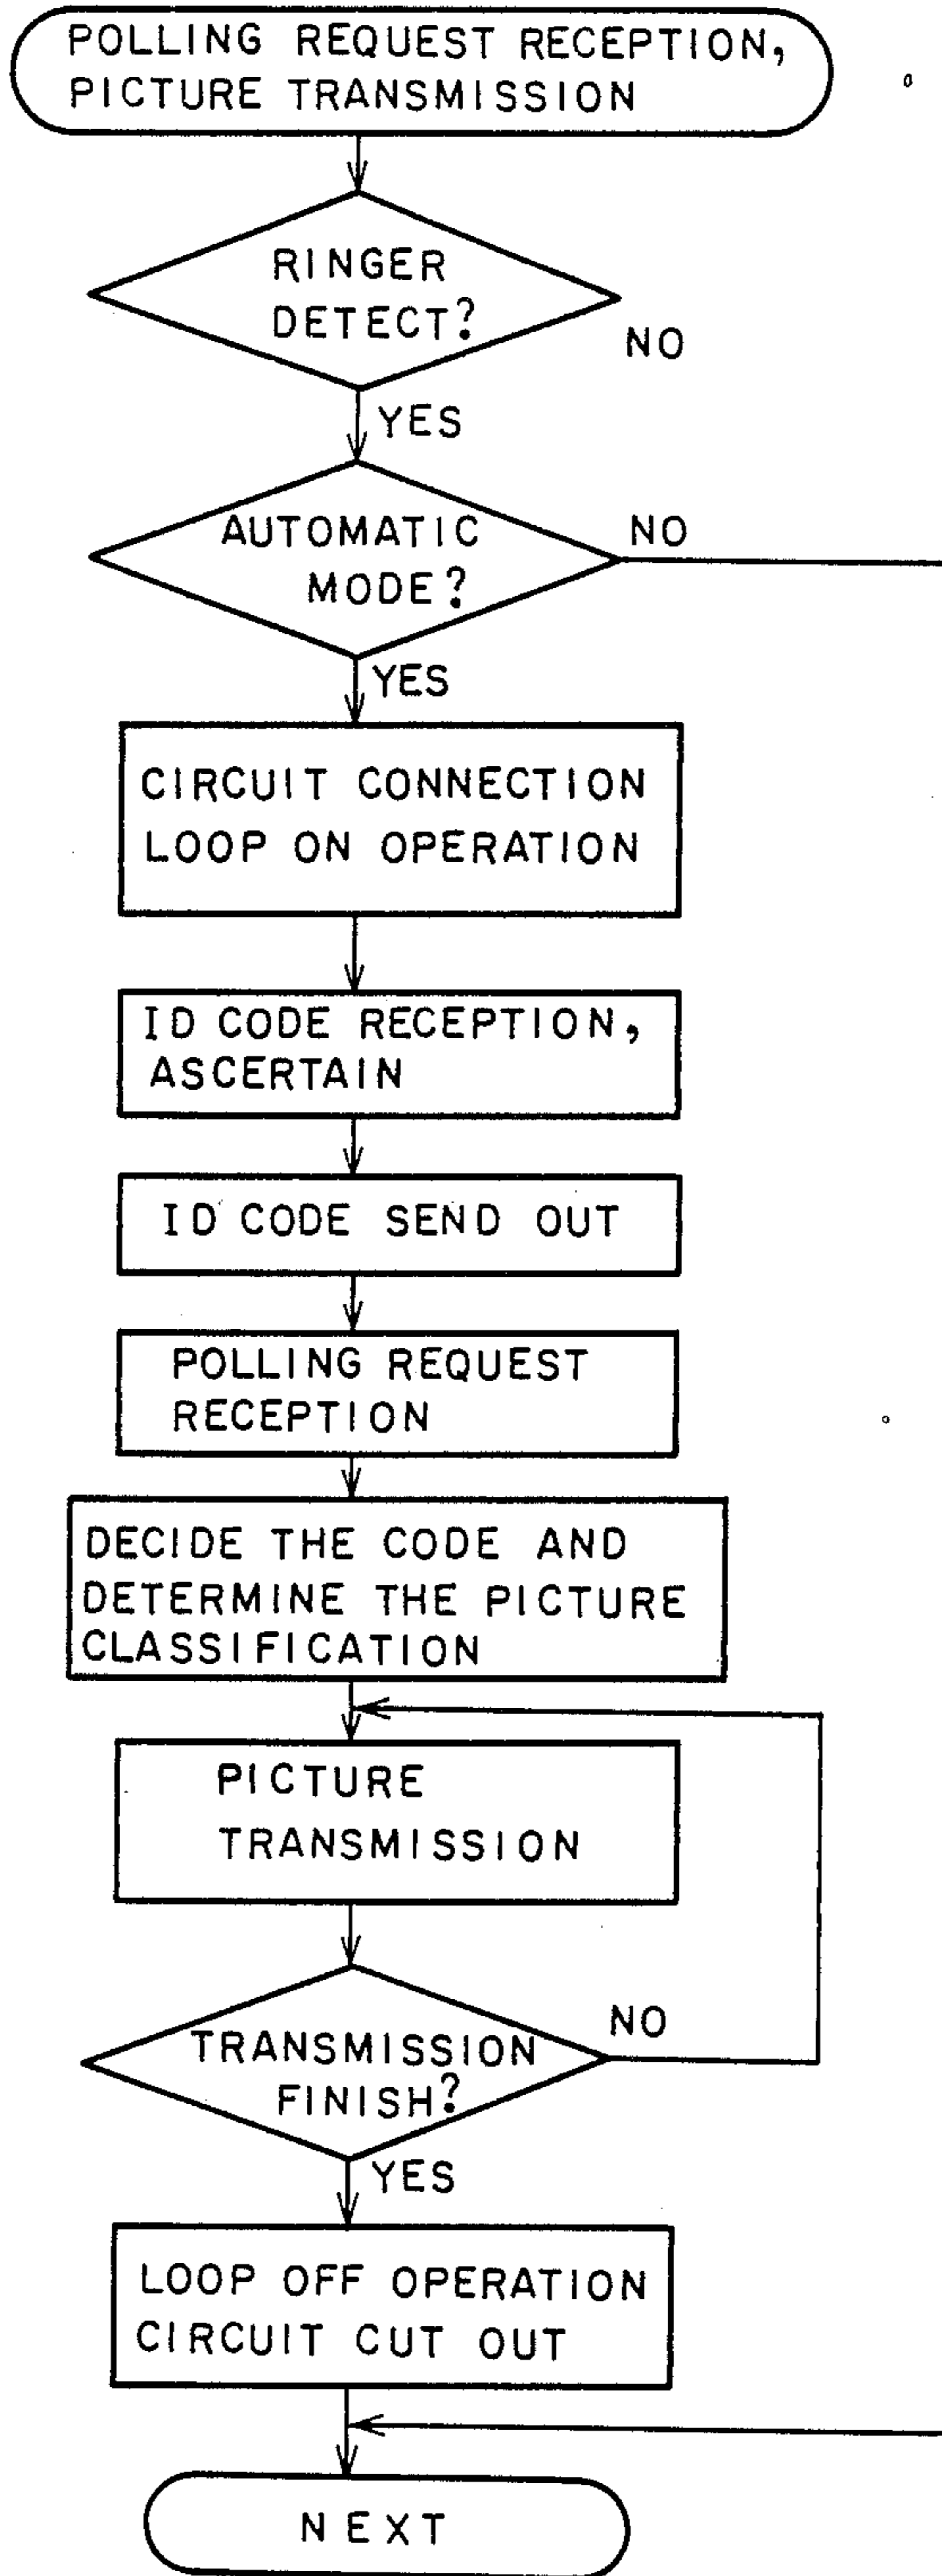 POLLING REQUEST RECEPTION,
PICTURE TRANSMISSION
RINGER
DETECT?
NO
YES
AUTOMATIC
MODE?
NO
YES
CIRCUIT CONNECTION
LOOP ON OPERATION
ID CODE RECEPTION,
ASCERTAIN
ID CODE SEND OUT
POLLING REQUEST
RECEPTION
DECIDE THE CODE AND
DETERMINE THE PICTURE
CLASSIFICATION
PICTURE
TRANSMISSION
TRANSMISSION
FINISH?
NO
YES
LOOP OFF OPERATION
CIRCUIT CUT OUT
NEXT